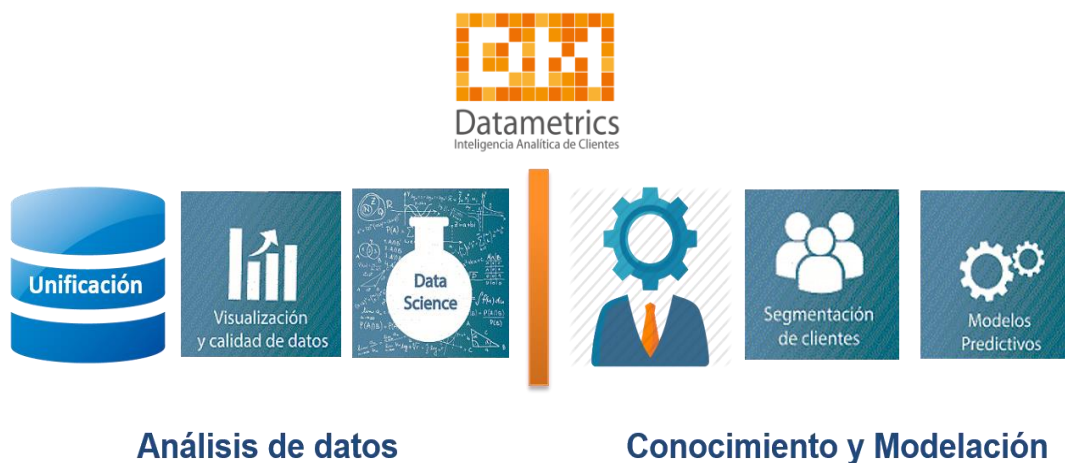 Datametrics
Inteligencia Analítica de Clientes
Unificación
Visualización
y calidad de datos
Data
Science
Segmentación
de clientes
Modelos
Predictivos
Análisis de datos
Conocimiento y Modelación